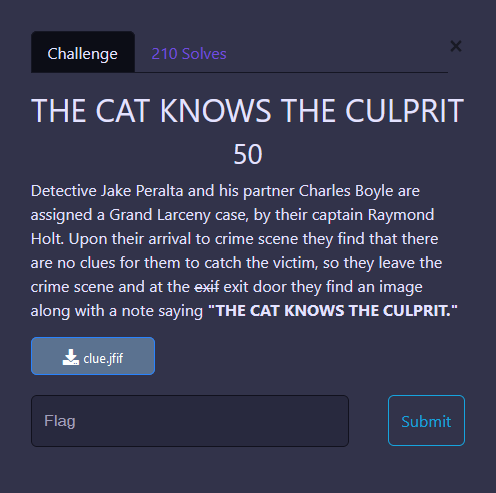 Challenge
210 Solves
×
THE CAT KNOWS THE CULPRIT
50
Detective Jake Peralta and his partner Charles Boyle are
assigned a Grand Larceny case, by their captain Raymond
Holt. Upon their arrival to crime scene they find that there
are no clues for them to catch the victim, so they leave the
crime scene and at the exif exit door they find an image
along with a note saying "THE CAT KNOWS THE CULPRIT."
clue.jfif
Flag
Submit